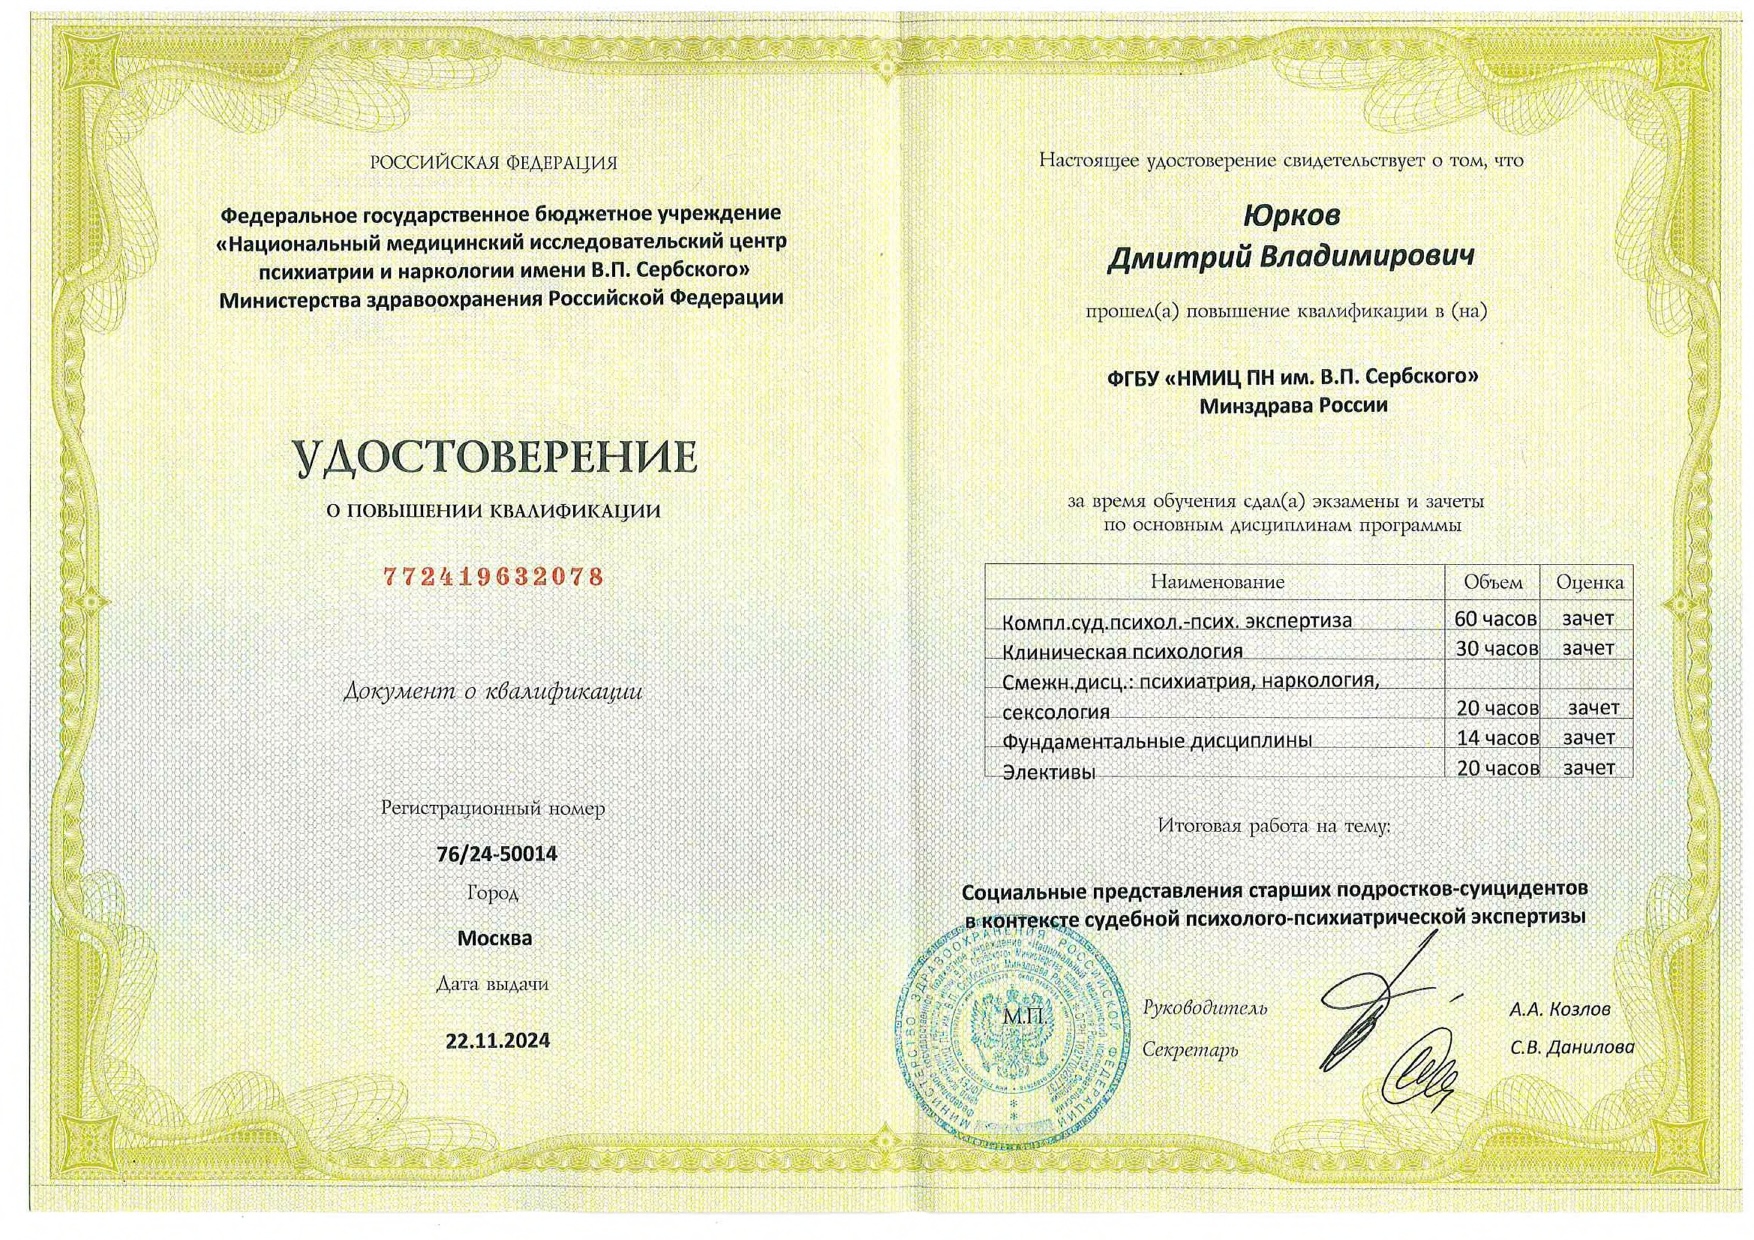 РОССИЙСКАЯ ФЕДЕРАЦИЯ
Федеральное государственное бюджетное учреждение
«Национальный медицинский исследовательский центр
психиатрии и наркологии имени В.П. Сербского»
Министерства здравоохранения Российской Федерации
УДОСТОВЕРЕНИЕ
О ПОВЫШЕНИИ КВАЛИФИКАЦИИ
772419632078
Документ о квалификации
Регистрационный номер
76/24-50014
Город
Москва
Дата выдачи
22.11.2024
Настоящее удостоверение свидетельствует о том, что
Юрков
Дмитрий Владимирович
прошел(а) повышение квалификации в (на)
ФГБУ «НМИЦ ПН им. В.П. Сербского»
Минздрава России
за время обучения сдал(а) экзамены и зачеты
по основным дисциплинам программы
Наименование Объем Оценка
Компл.суд.психол.-псих. экспертиза 60 часов зачет
Клиническая психология 30 часов зачет
Смежн.дисц.: психиатрия, наркология,
сексология 20 часов зачет
Фундаментальные дисциплины 14 часов зачет
Элективы 20 часов зачет
Итоговая работа на тему:
Социальные представления старших подростков-суицидентов
в контексте судебной психолого-психиатрической экспертизы
МИНИСТЕРСТВО ЗДРАВООХРАНЕНИЯ РОССИЙСКОЙ ФЕДЕРАЦИИ
М.П.
Руководитель А.А. Козлов
Секретарь С.В. Данилова